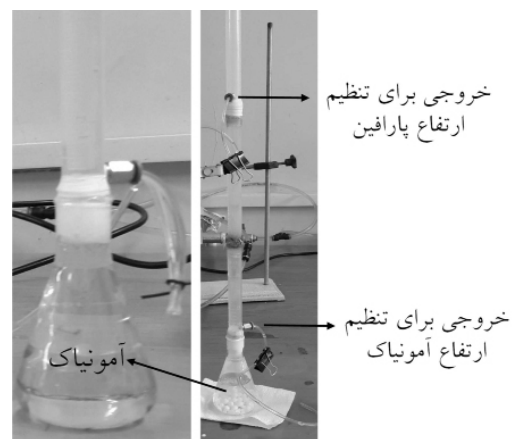 خروجی برای تنظیم
ارتفاع پارافین
خروجی برای تنظیم
ارتفاع آمونیاک
آمونیاک